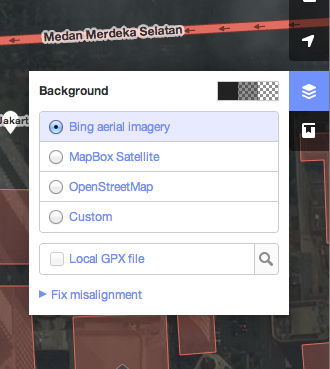 Medan Merdeka Selatan
Background
Jakart
Bing aerial imagery
MapBox Satellite
OpenStreetMap
Custom
Local GPX file
Fix misalignment